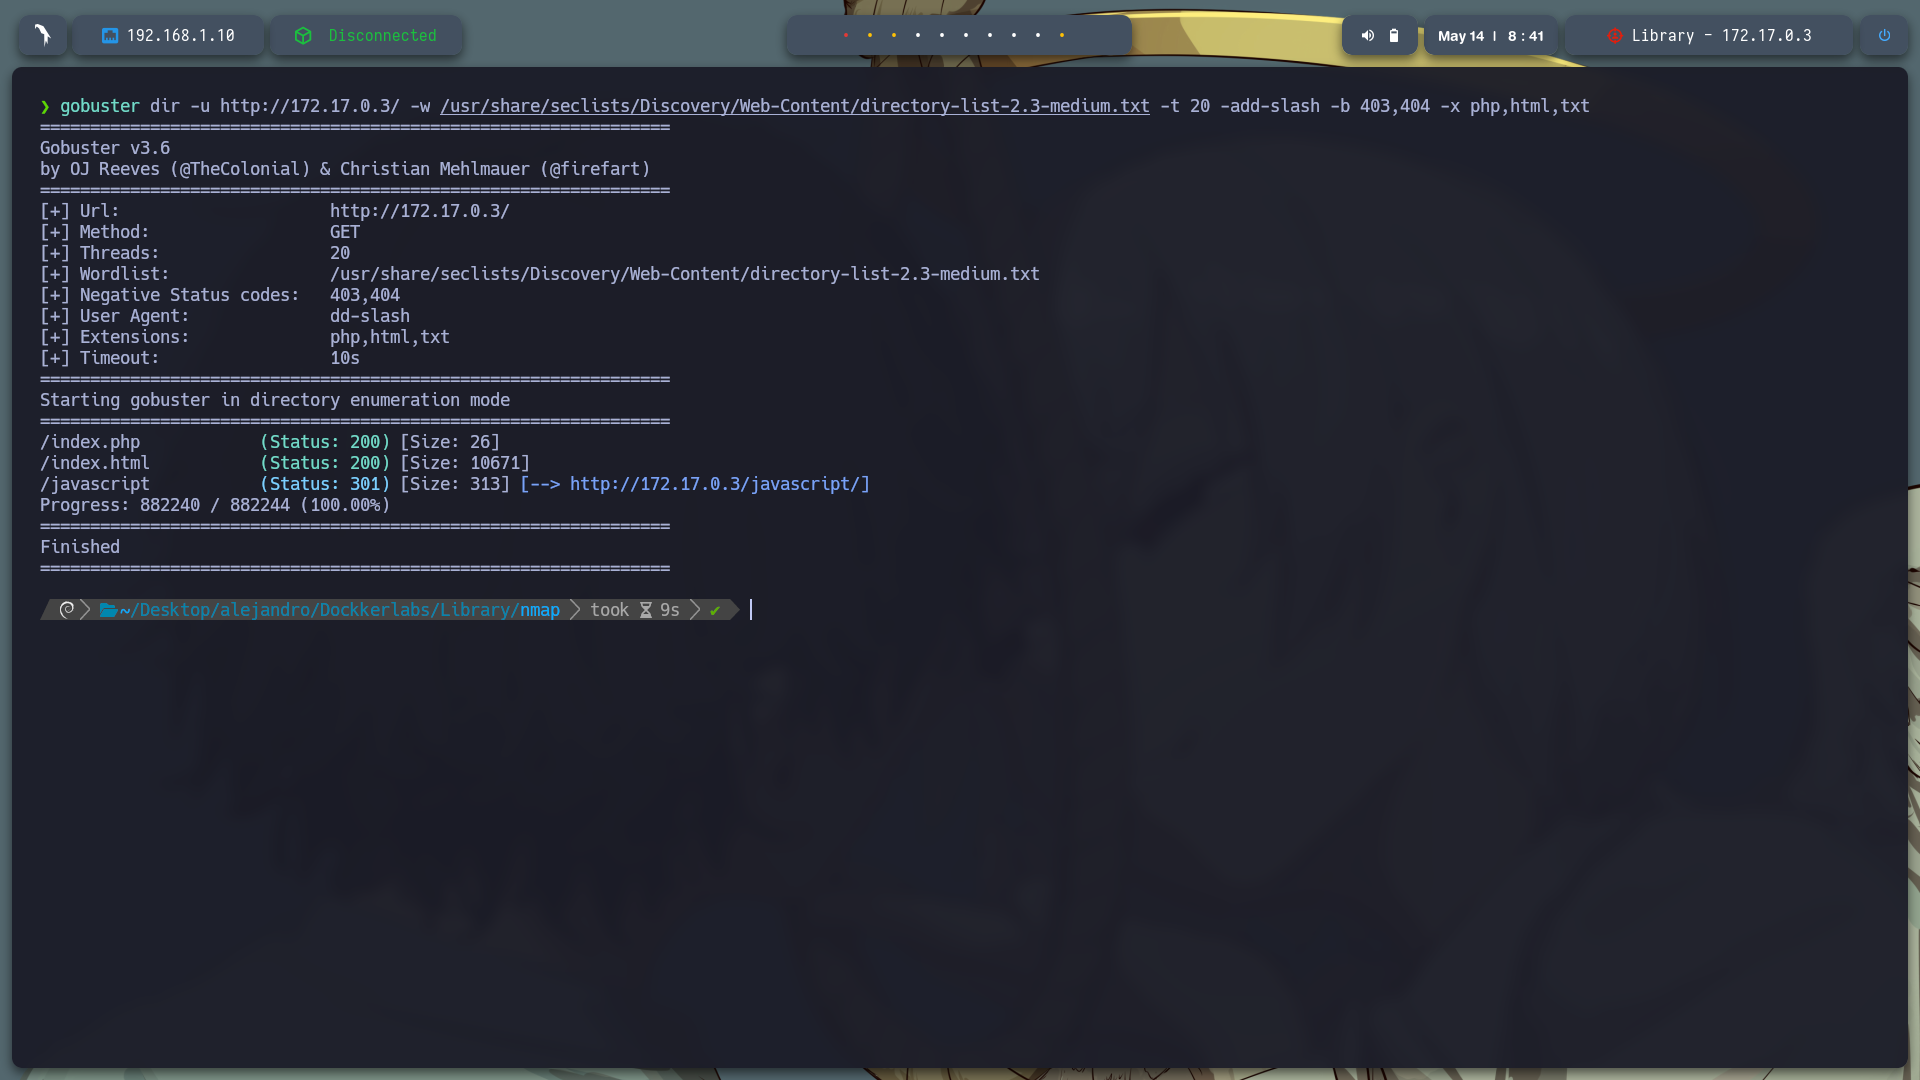 192.168.1.10
Disconnected
May 14 | 8 : 41
Library - 172.17.0.3
❯ gobuster dir -u http://172.17.0.3/ -w /usr/share/seclists/Discovery/Web-Content/directory-list-2.3-medium.txt -t 20 -add-slash -b 403,404 -x php,html,txt
===============================================================
Gobuster v3.6
by OJ Reeves (@TheColonial) & Christian Mehlmauer (@firefart)
===============================================================
[+] Url:                     http://172.17.0.3/
[+] Method:                  GET
[+] Threads:                 20
[+] Wordlist:                /usr/share/seclists/Discovery/Web-Content/directory-list-2.3-medium.txt
[+] Negative Status codes:   403,404
[+] User Agent:              dd-slash
[+] Extensions:              php,html,txt
[+] Timeout:                 10s
===============================================================
Starting gobuster in directory enumeration mode
===============================================================
/index.php            (Status: 200) [Size: 26]
/index.html           (Status: 200) [Size: 10671]
/javascript           (Status: 301) [Size: 313] [--> http://172.17.0.3/javascript/]
Progress: 882240 / 882244 (100.00%)
===============================================================
Finished
===============================================================
~/Desktop/alejandro/Dockkerlabs/Library/nmap took 9s ✔